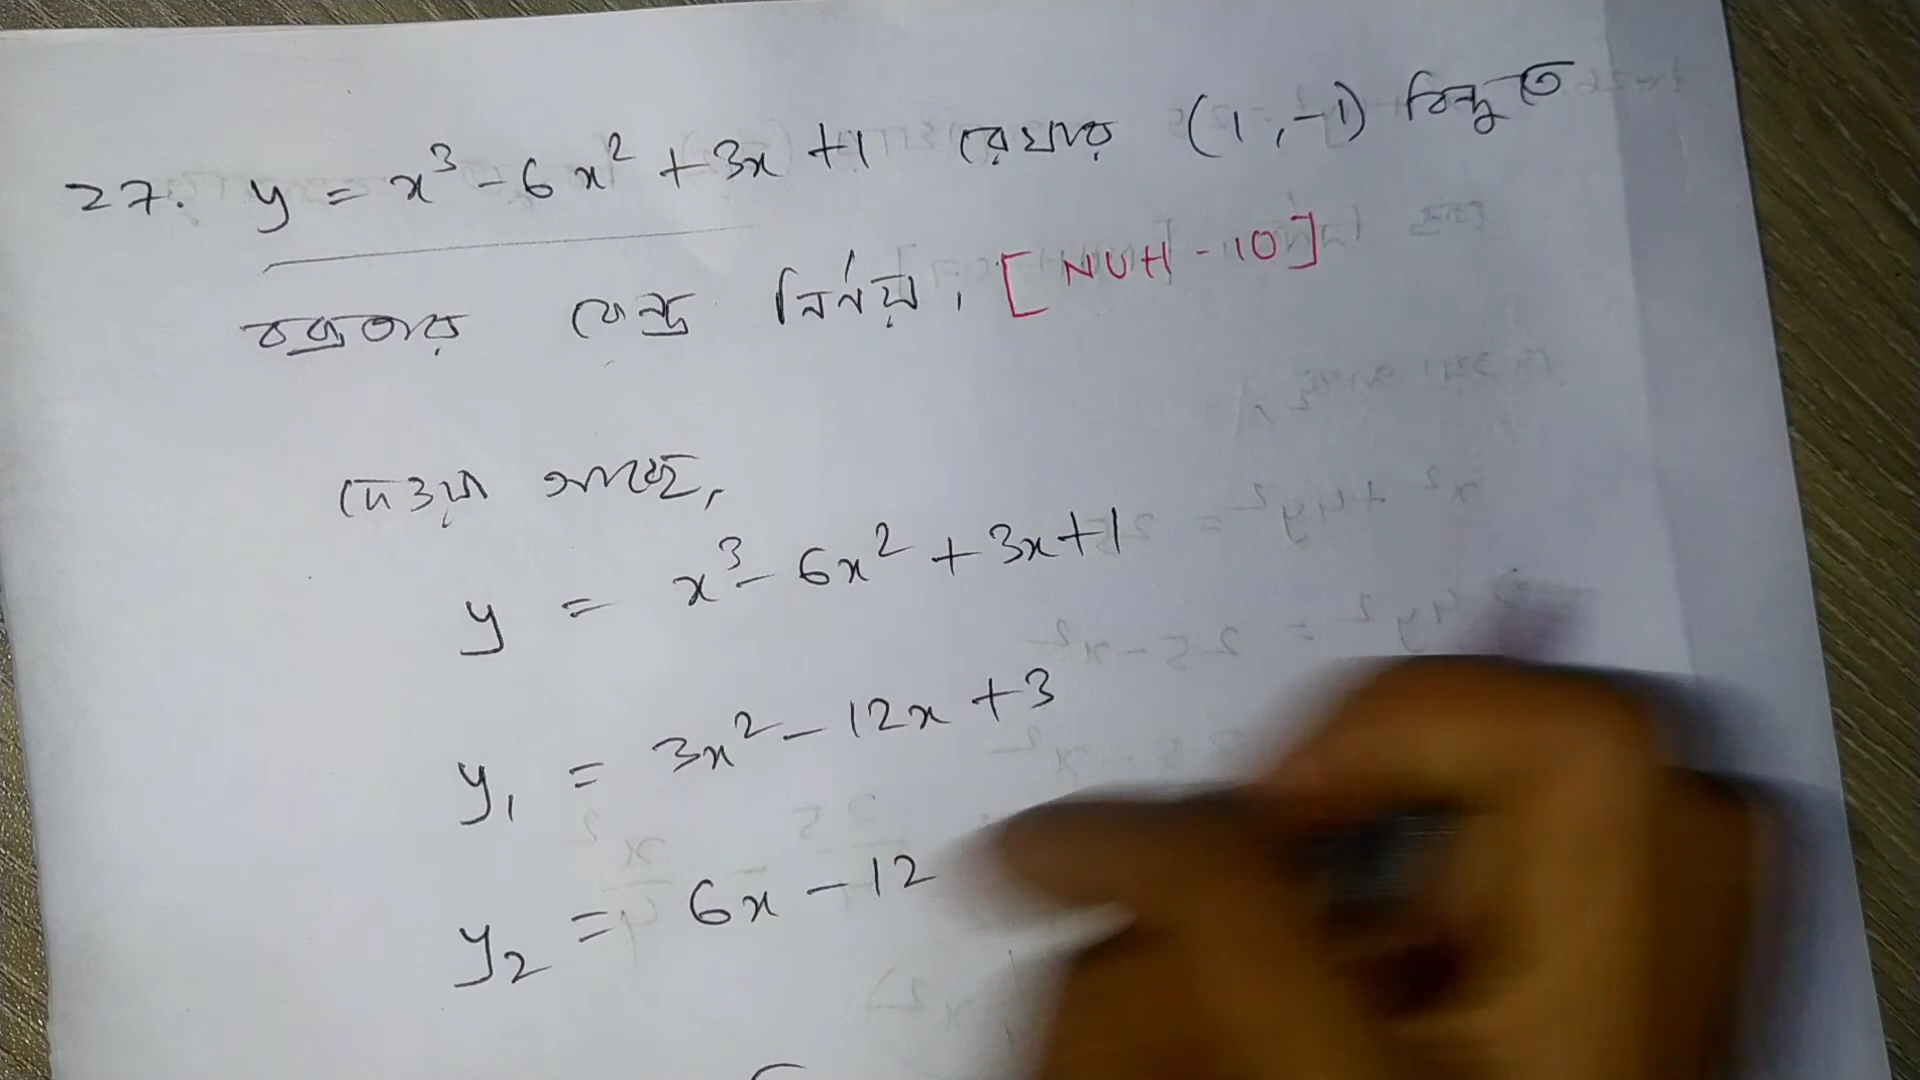 27. y = x³ - 6x² + 3x + 1 রেখার (1, -1) বিন্দুতে
বক্রতার কেন্দ্র নির্ণয়। [NUH - 10]
দেওয়া আছে,
y = x³ - 6x² + 3x + 1
y₁ = 3x² - 12x + 3
y₂ = 6x - 12